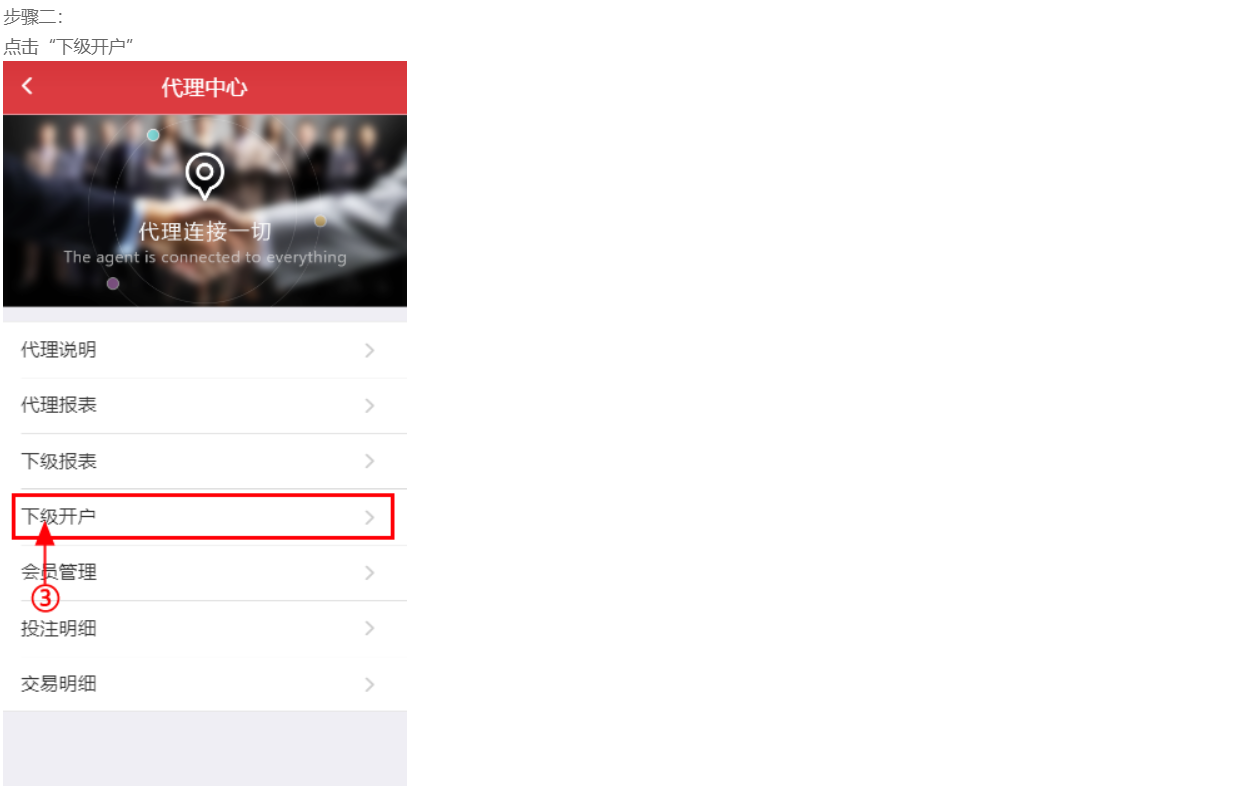 步骤二：
点击“下级开户”
代理中心
代理连接一切
The agent is connected to everything
代理说明
代理报表
下级报表
下级开户
会员管理
③
投注明细
交易明细